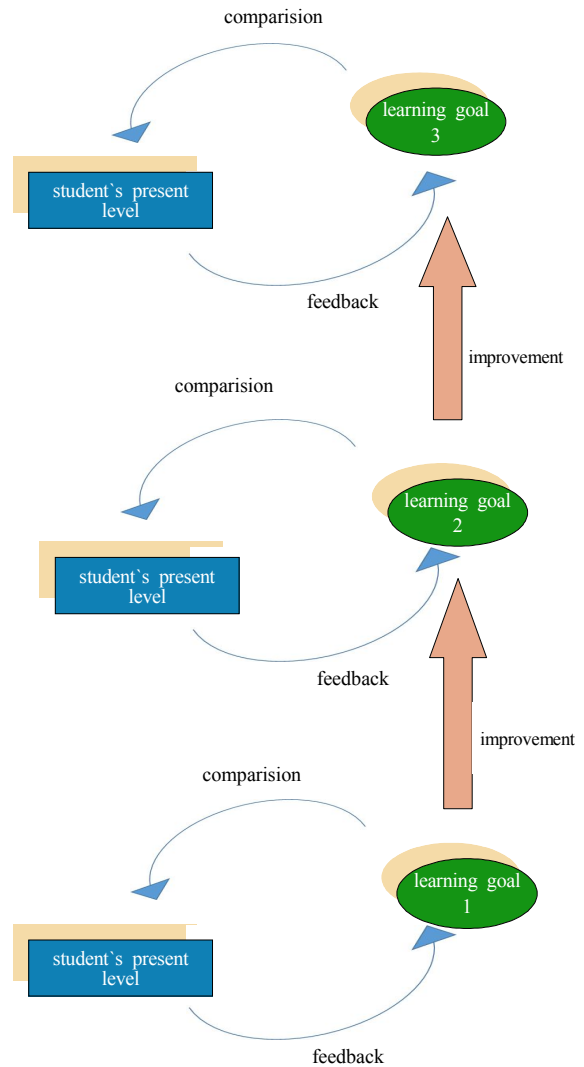 comparision
learning goal
3
student`s present
level
feedback
improvement
comparision
learning goal
2
student`s present
level
feedback
improvement
comparision
learning goal
1
student`s present
level
feedback